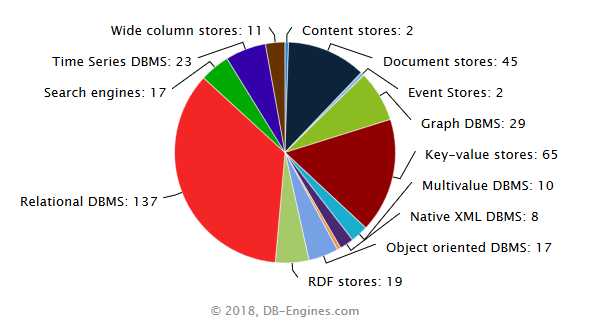 Wide column stores: 11
Content stores: 2
Time Series DBMS: 23
Document stores: 45
Search engines: 17
Event Stores: 2
Graph DBMS: 29
Key-value stores: 65
Multivalue DBMS: 10
Relational DBMS: 137
Native XML DBMS: 8
Object oriented DBMS: 17
RDF stores: 19
© 2018, DB-Engines.com